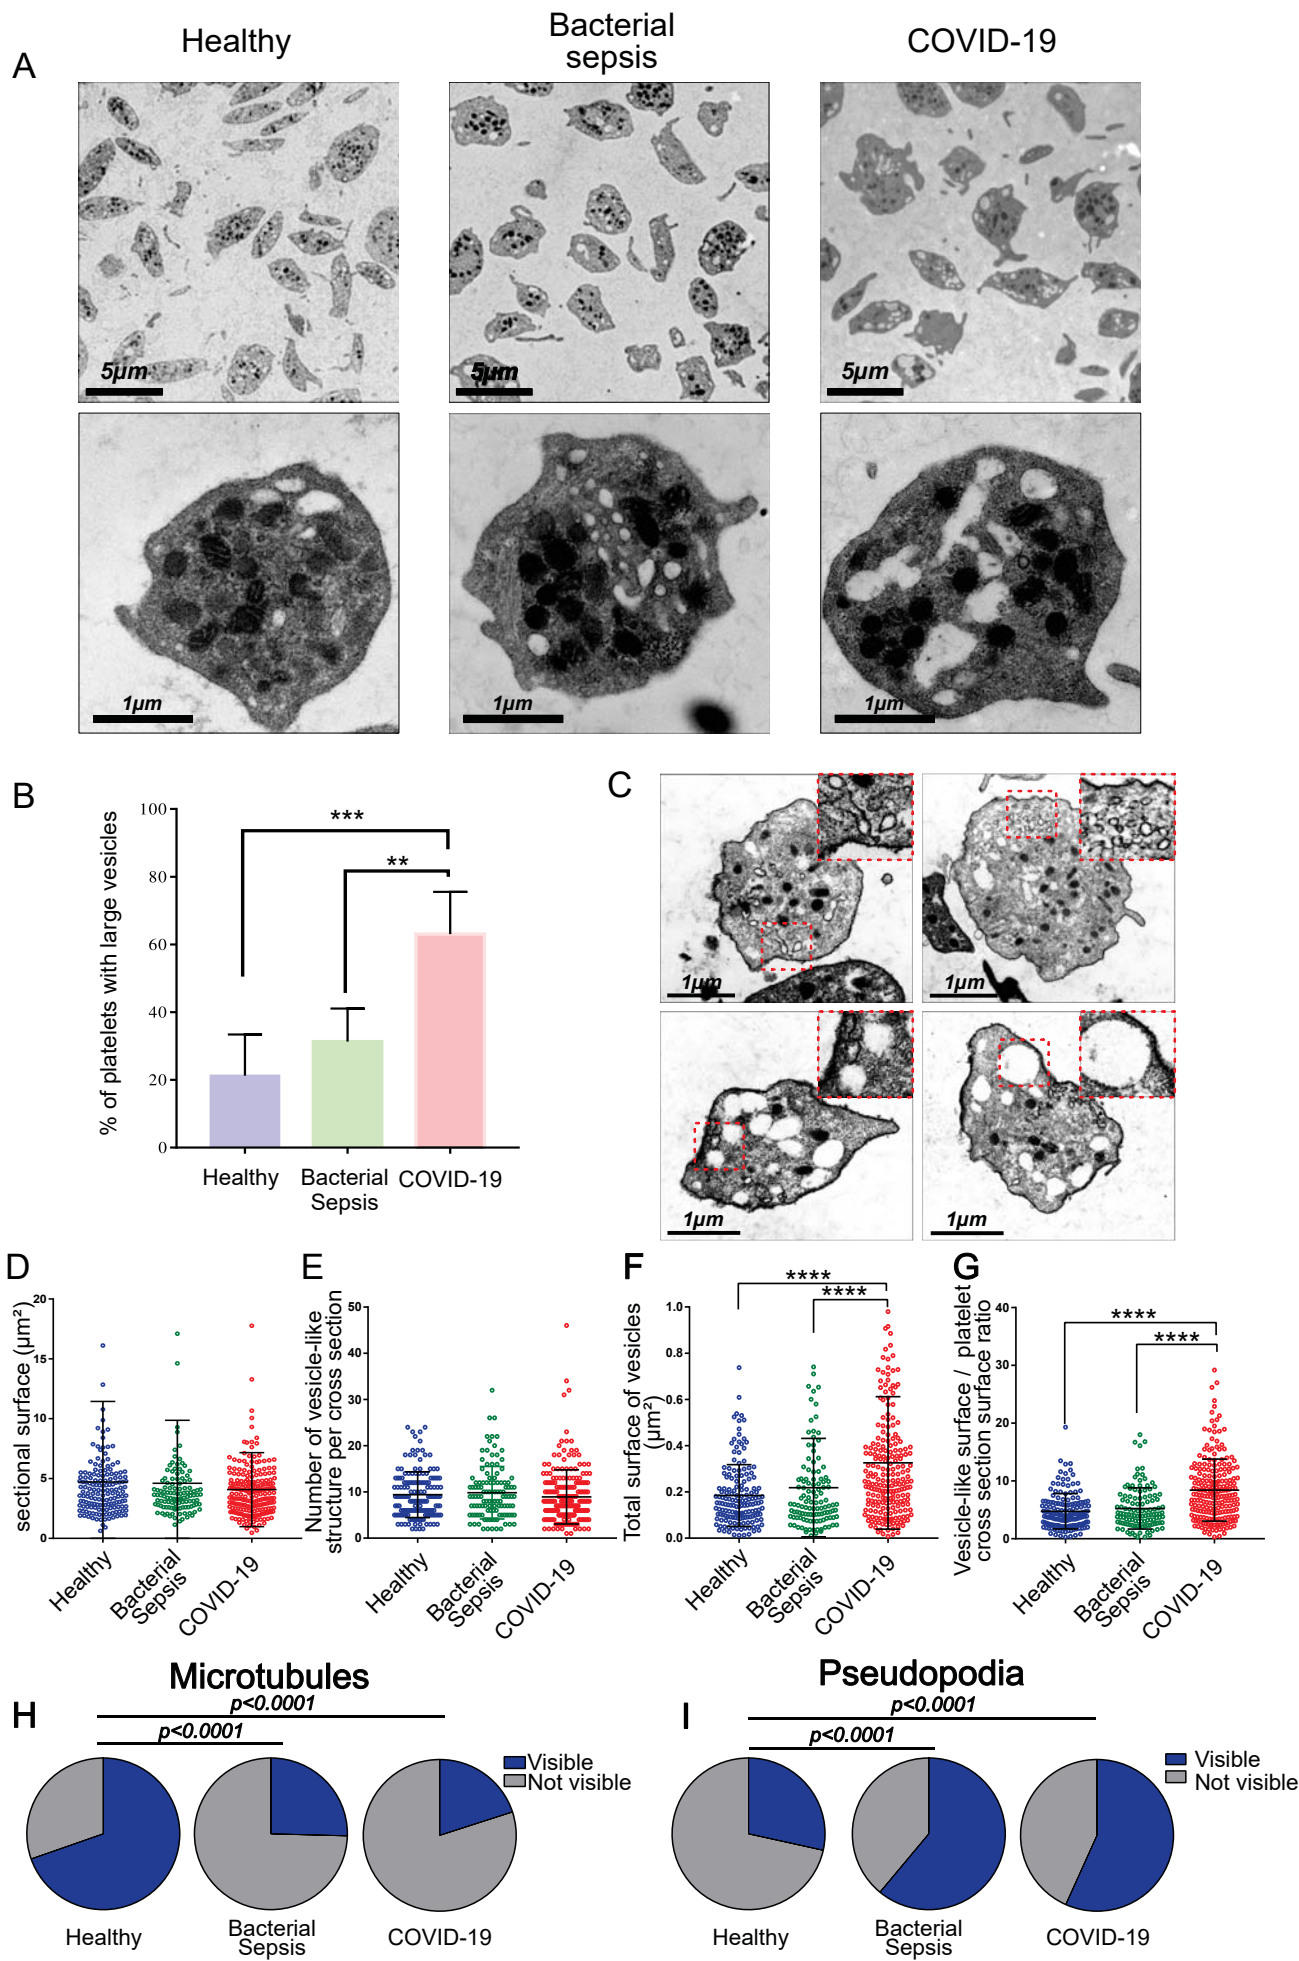 Healthy
Bacterial
sepsis
COVID-19
A
5µm
5µm
5µm
1µm
1µm
1µm
B
% of platelets with large vesicles
100
80
60
40
20
0
***
**
Healthy
Bacterial
Sepsis
COVID-19
C
1µm
1µm
1µm
1µm
D
sectional surface (µm²)
20
15
10
5
0
Healthy
Bacterial
Sepsis
COVID-19
E
Number of vesicle-like
structure per cross section
50
40
30
20
10
0
Healthy
Bacterial
Sepsis
COVID-19
F
Total surface of vesicles
(µm²)
1.0
0.8
0.6
0.4
0.2
0.0
****
****
Healthy
Bacterial
Sepsis
COVID-19
G
Vesicle-like surface / platelet
cross section surface ratio
40
30
20
10
0
****
****
Healthy
Bacterial
Sepsis
COVID-19
H
Microtubules
p<0.0001
p<0.0001
Visible
Not visible
Healthy
Bacterial
Sepsis
COVID-19
I
Pseudopodia
p<0.0001
p<0.0001
Visible
Not visible
Healthy
Bacterial
Sepsis
COVID-19